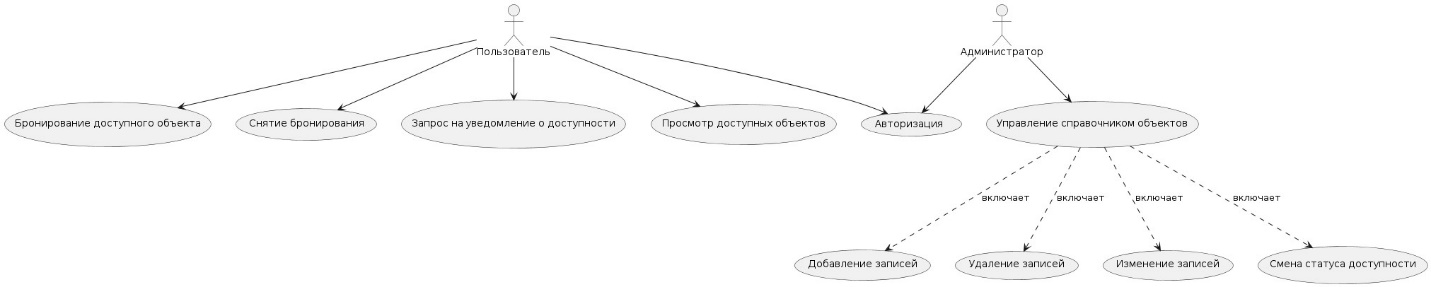 Пользователь
Администратор
Бронирование доступного объекта
Снятие бронирования
Запрос на уведомление о доступности
Просмотр доступных объектов
Авторизация
Управление справочником объектов
включает
включает
включает
включает
Добавление записей
Удаление записей
Изменение записей
Смена статуса доступности